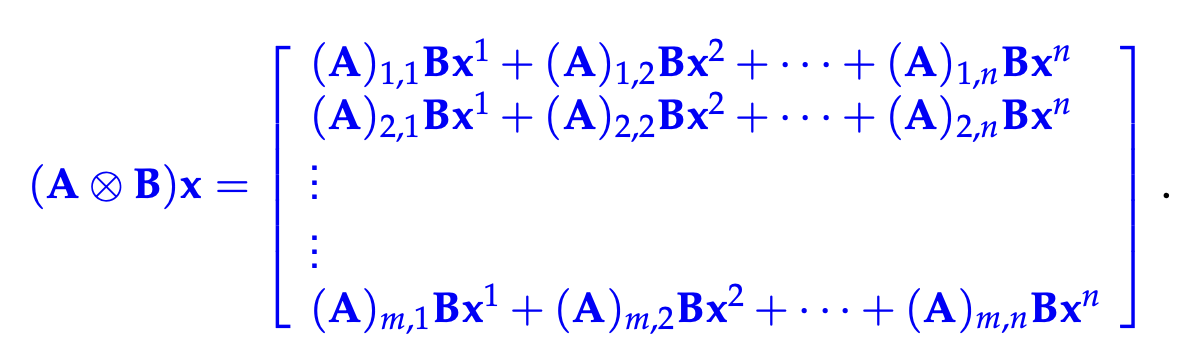 (A)₁,₁Bx¹ + (A)₁,₂Bx² + ⋯ + (A)₁,ₙBxⁿ
(A)₂,₁Bx¹ + (A)₂,₂Bx² + ⋯ + (A)₂,ₙBxⁿ
(A ⊗ B)x = ⋮ .
⋮
(A)ₘ,₁Bx¹ + (A)ₘ,₂Bx² + ⋯ + (A)ₘ,ₙBxⁿ